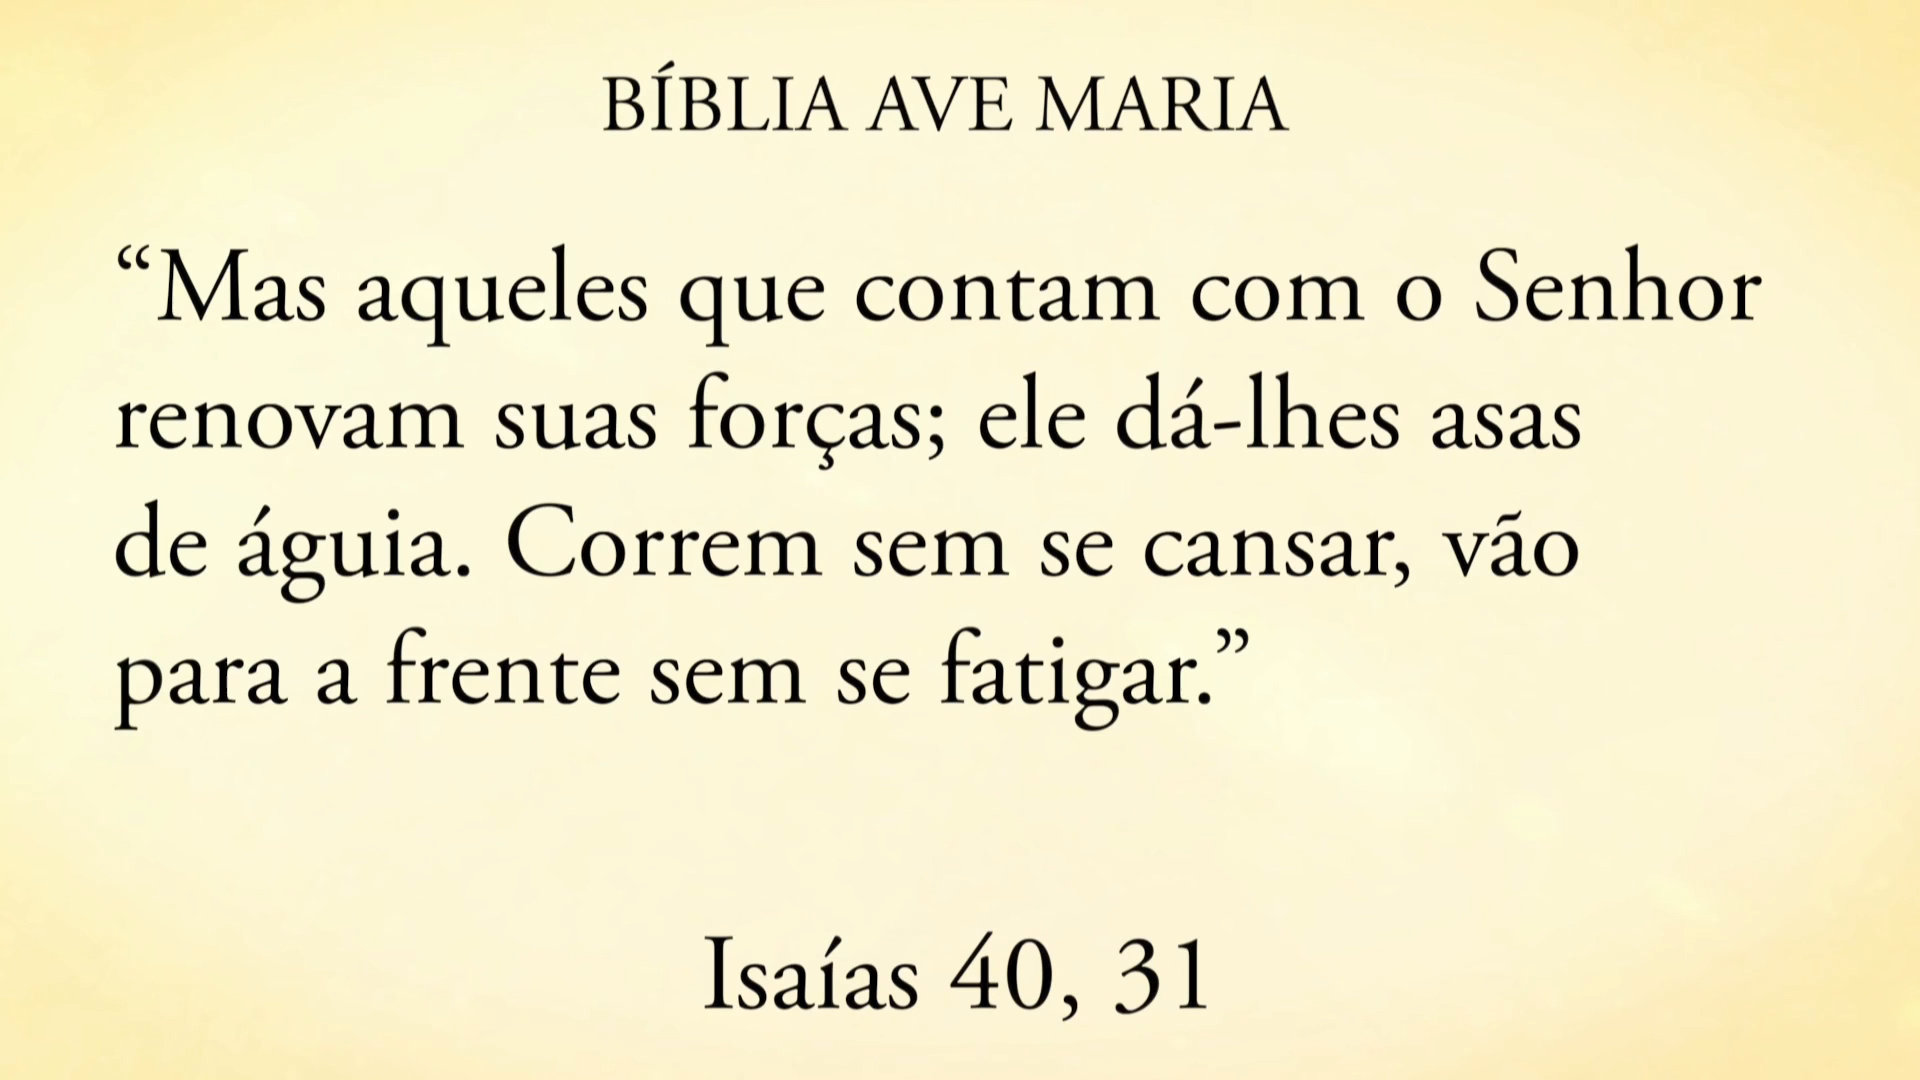 BÍBLIA AVE MARIA
“Mas aqueles que contam com o Senhor
renovam suas forças; ele dá-lhes asas
de águia. Correm sem se cansar, vão
para a frente sem se fatigar.”
Isaías 40, 31